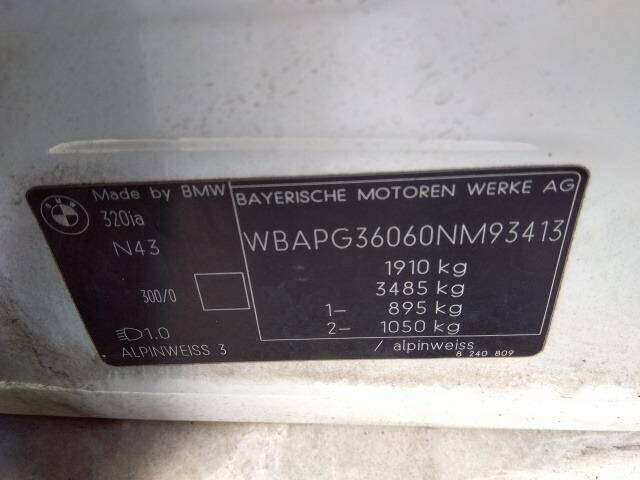 BMW
Made by BMW
320ia
N43
300/0
1.0
ALPINWEISS 3
BAYERISCHE MOTOREN WERKE AG
WBAPG36060NM93413
1910 kg
3485 kg
1– 895 kg
2– 1050 kg
/ alpinweiss
8 240 809